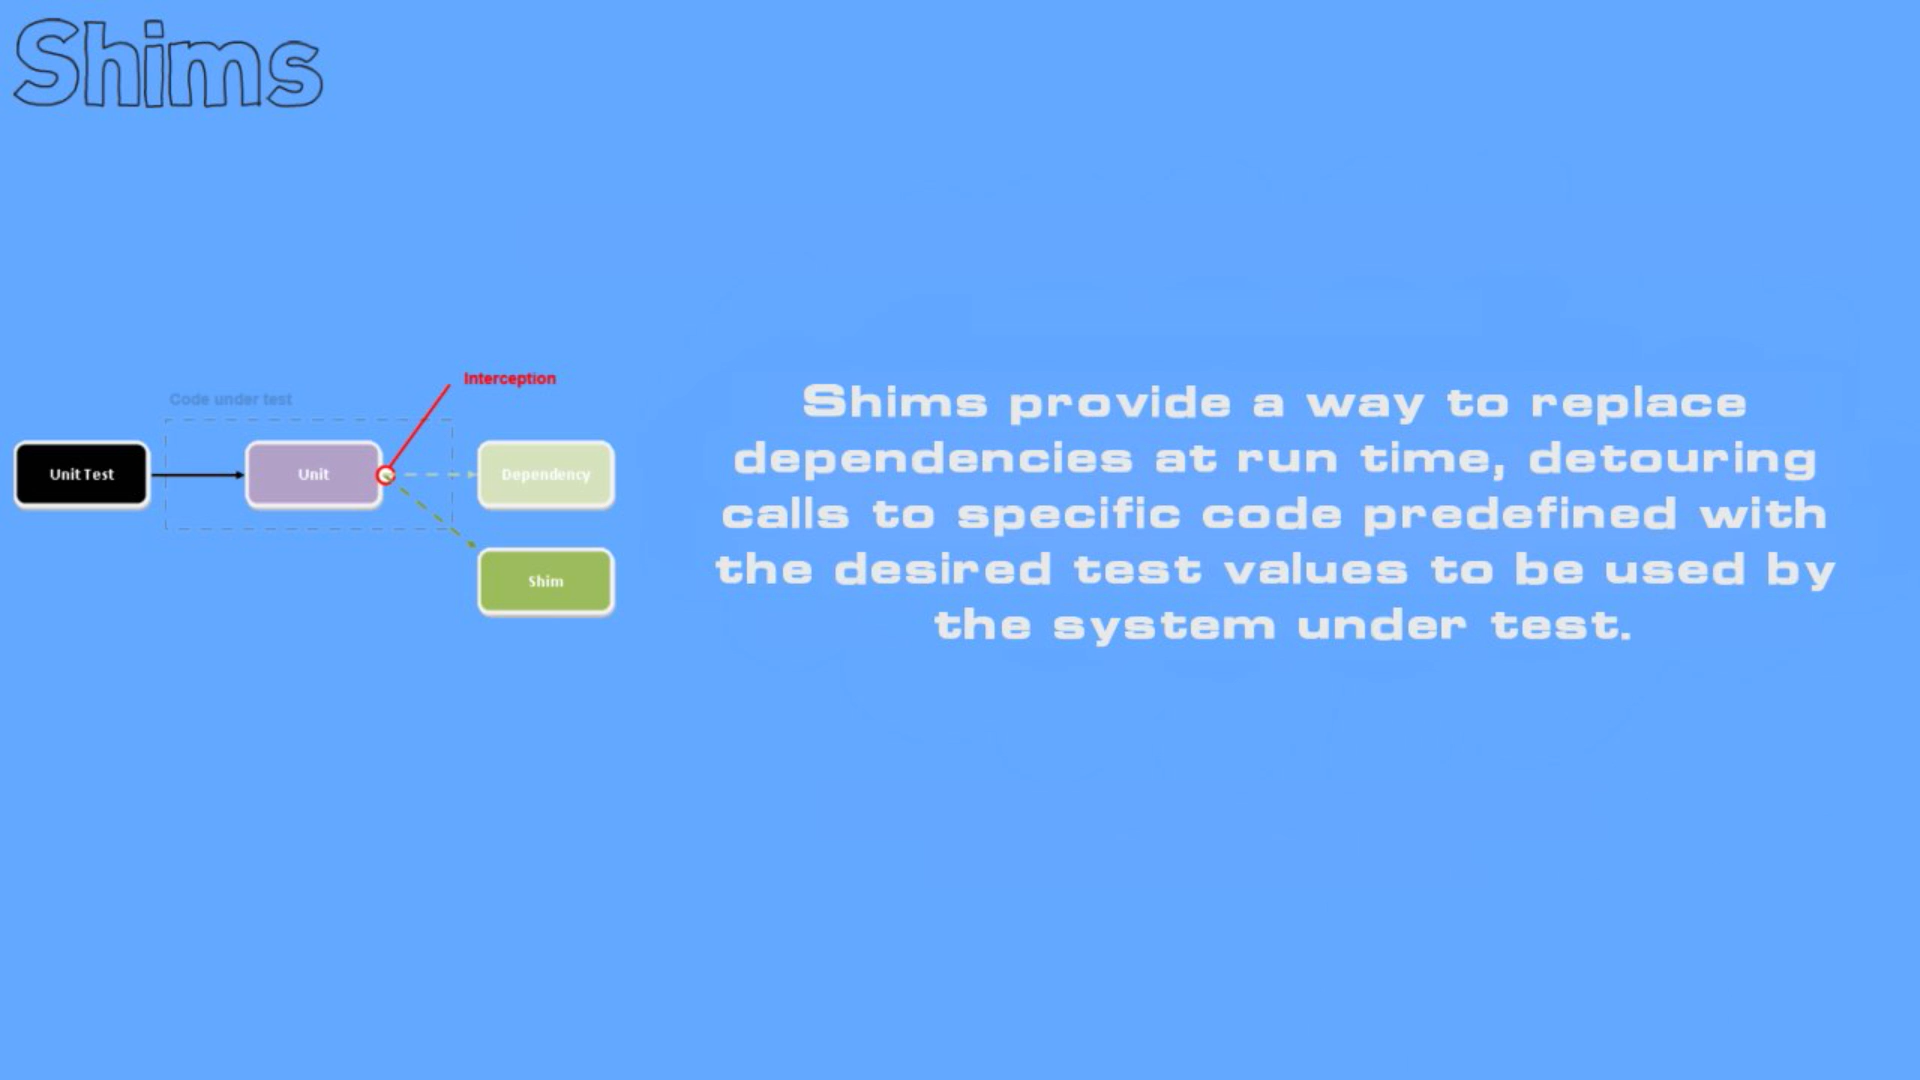 Shims
Interception
Code under test
Unit Test
Unit
Dependency
Shim
Shims provide a way to replace
dependencies at run time, detouring
calls to specific code predefined with
the desired test values to be used by
the system under test.